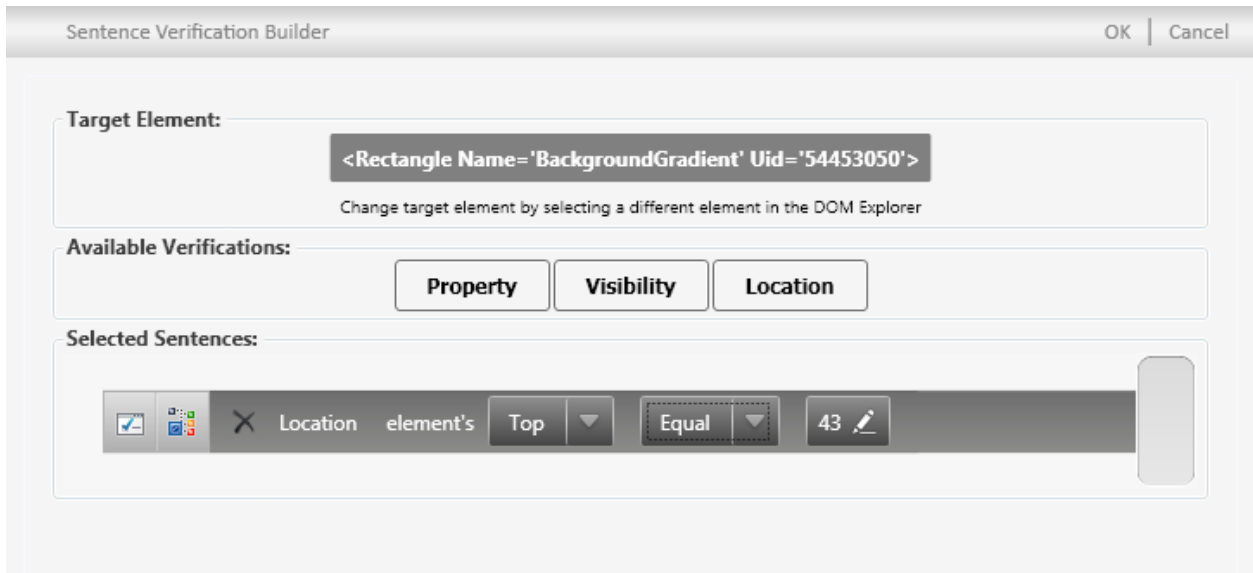 Sentence Verification Builder OK | Cancel
Target Element:
<Rectangle Name='BackgroundGradient' Uid='54453050'>
Change target element by selecting a different element in the DOM Explorer
Available Verifications:
Property Visibility Location
Selected Sentences:
Location element's Top Equal 43